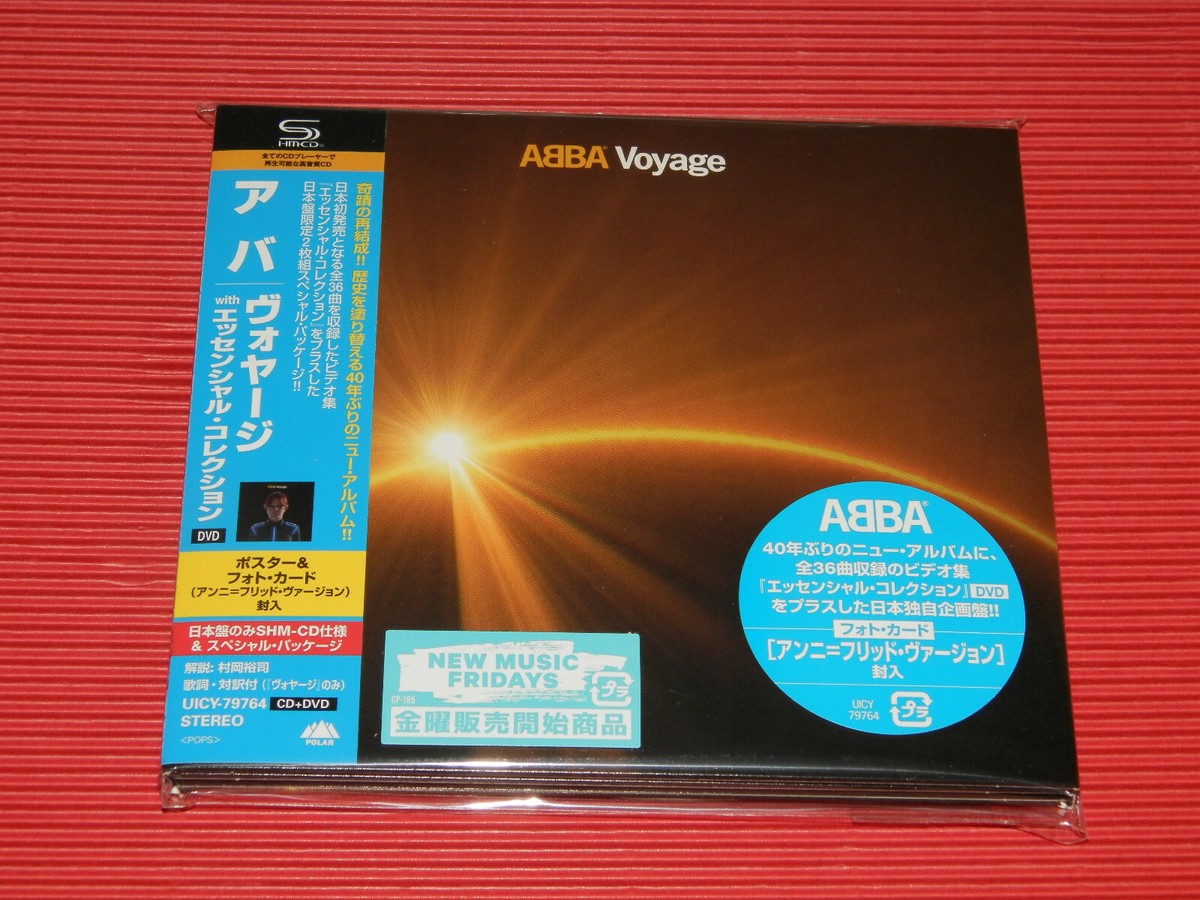 SHM-CD®
全てのCDプレーヤーで
再生可能な高音質CD
アバ
ヴォヤージ
with エッセンシャル・コレクション
DVD
奇蹟の再結成!! 歴史を塗り替える40年ぶりのニュー・アルバム!!
日本初発売となる全36曲を収録したビデオ集
『エッセンシャル・コレクション』をプラスした
日本盤限定2枚組スペシャル・パッケージ!!
ポスター&
フォト・カード
(アンニ=フリッド・ヴァージョン)
封入
日本盤のみSHM-CD仕様
& スペシャル・パッケージ
解説: 村岡裕司
歌詞・対訳付(『ヴォヤージ』のみ)
UICY-79764 CD+DVD
STEREO
<POPS>
POLAR
ABBA® Voyage
NEW MUSIC
FRIDAYS
プラ
CP-165
金曜販売開始商品
ABBA®
40年ぶりのニュー・アルバムに、
全36曲収録のビデオ集
『エッセンシャル・コレクション』DVD
をプラスした日本独自企画盤!!
フォト・カード
[アンニ=フリッド・ヴァージョン]
封入
UICY
79764
プラ